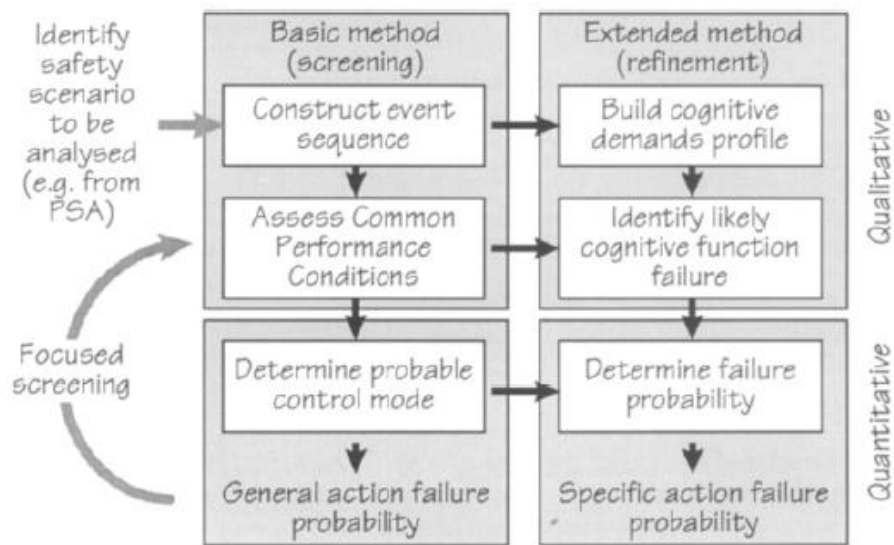 Identify
safety
scenario
to be
analysed
(e.g. from
PSA)
Basic method
(screening)
Construct event
sequence
Assess Common
Performance
Conditions
Determine probable
control mode
General action failure
probability
Extended method
(refinement)
Build cognitive
demands profile
Identify likely
cognitive function
failure
Determine failure
probability
Specific action failure
probability
Qualitative
Quantitative
Focused
screening